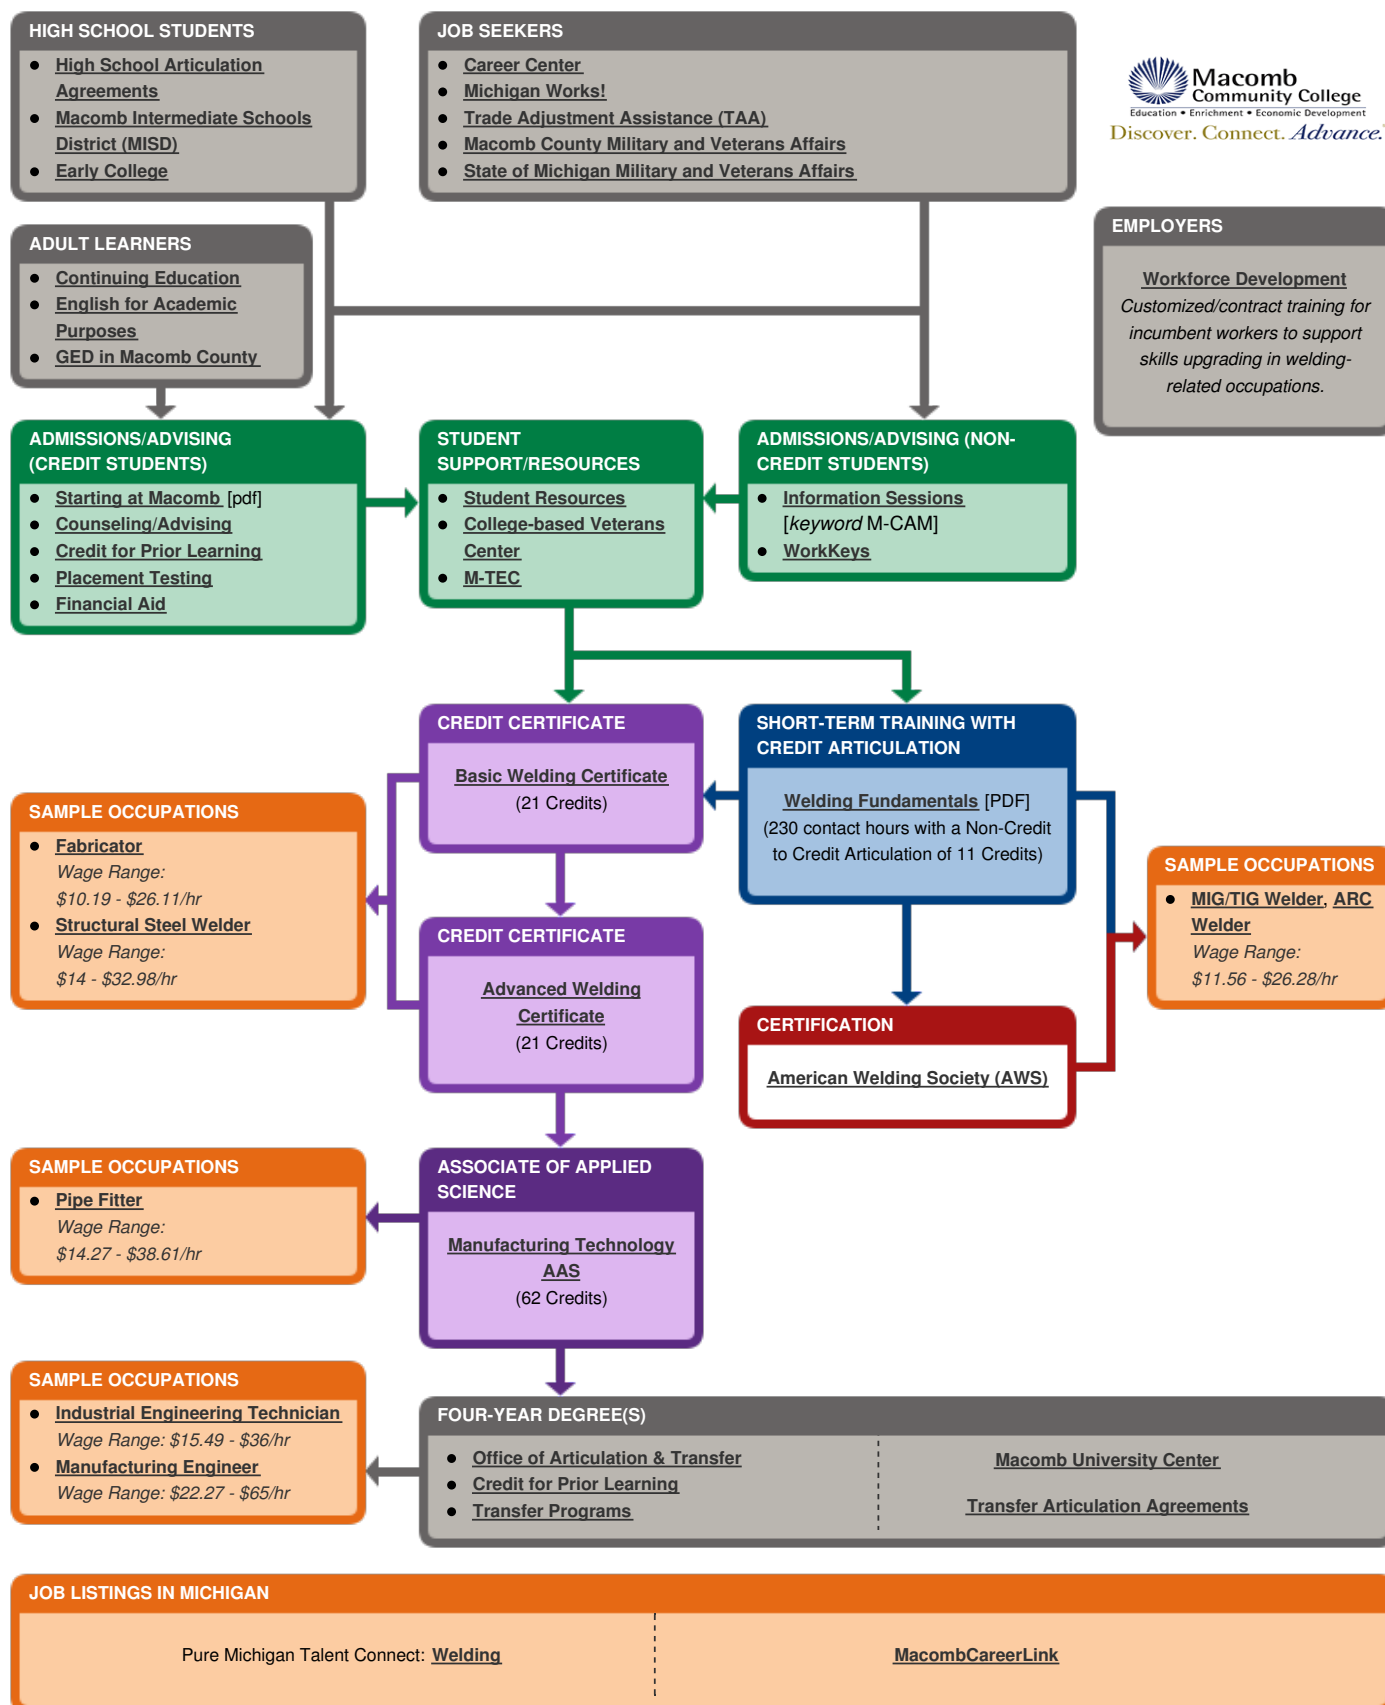 HIGH SCHOOL STUDENTS
● High School Articulation
Agreements
● Macomb Intermediate Schools
District (MISD)
● Early College
JOB SEEKERS
● Career Center
● Michigan Works!
● Trade Adjustment Assistance (TAA)
● Macomb County Military and Veterans Affairs
● State of Michigan Military and Veterans Affairs
Macomb
Community College
Education • Enrichment • Economic Development
Discover. Connect. Advance.
ADULT LEARNERS
● Continuing Education
● English for Academic
Purposes
● GED in Macomb County
EMPLOYERS
Workforce Development
Customized/contract training for
incumbent workers to support
skills upgrading in welding-
related occupations.
ADMISSIONS/ADVISING
(CREDIT STUDENTS)
● Starting at Macomb [pdf]
● Counseling/Advising
● Credit for Prior Learning
● Placement Testing
● Financial Aid
STUDENT
SUPPORT/RESOURCES
● Student Resources
● College-based Veterans
Center
● M-TEC
ADMISSIONS/ADVISING (NON-
CREDIT STUDENTS)
● Information Sessions
[keyword M-CAM]
● WorkKeys
CREDIT CERTIFICATE
Basic Welding Certificate
(21 Credits)
SHORT-TERM TRAINING WITH
CREDIT ARTICULATION
Welding Fundamentals [PDF]
(230 contact hours with a Non-Credit
to Credit Articulation of 11 Credits)
SAMPLE OCCUPATIONS
● Fabricator
Wage Range:
$10.19 - $26.11/hr
● Structural Steel Welder
Wage Range:
$14 - $32.98/hr
SAMPLE OCCUPATIONS
● MIG/TIG Welder, ARC
Welder
Wage Range:
$11.56 - $26.28/hr
CREDIT CERTIFICATE
Advanced Welding
Certificate
(21 Credits)
CERTIFICATION
American Welding Society (AWS)
SAMPLE OCCUPATIONS
● Pipe Fitter
Wage Range:
$14.27 - $38.61/hr
ASSOCIATE OF APPLIED
SCIENCE
Manufacturing Technology
AAS
(62 Credits)
SAMPLE OCCUPATIONS
● Industrial Engineering Technician
Wage Range: $15.49 - $36/hr
● Manufacturing Engineer
Wage Range: $22.27 - $65/hr
FOUR-YEAR DEGREE(S)
● Office of Articulation & Transfer
● Credit for Prior Learning
● Transfer Programs
Macomb University Center
Transfer Articulation Agreements
JOB LISTINGS IN MICHIGAN
Pure Michigan Talent Connect: Welding
MacombCareerLink